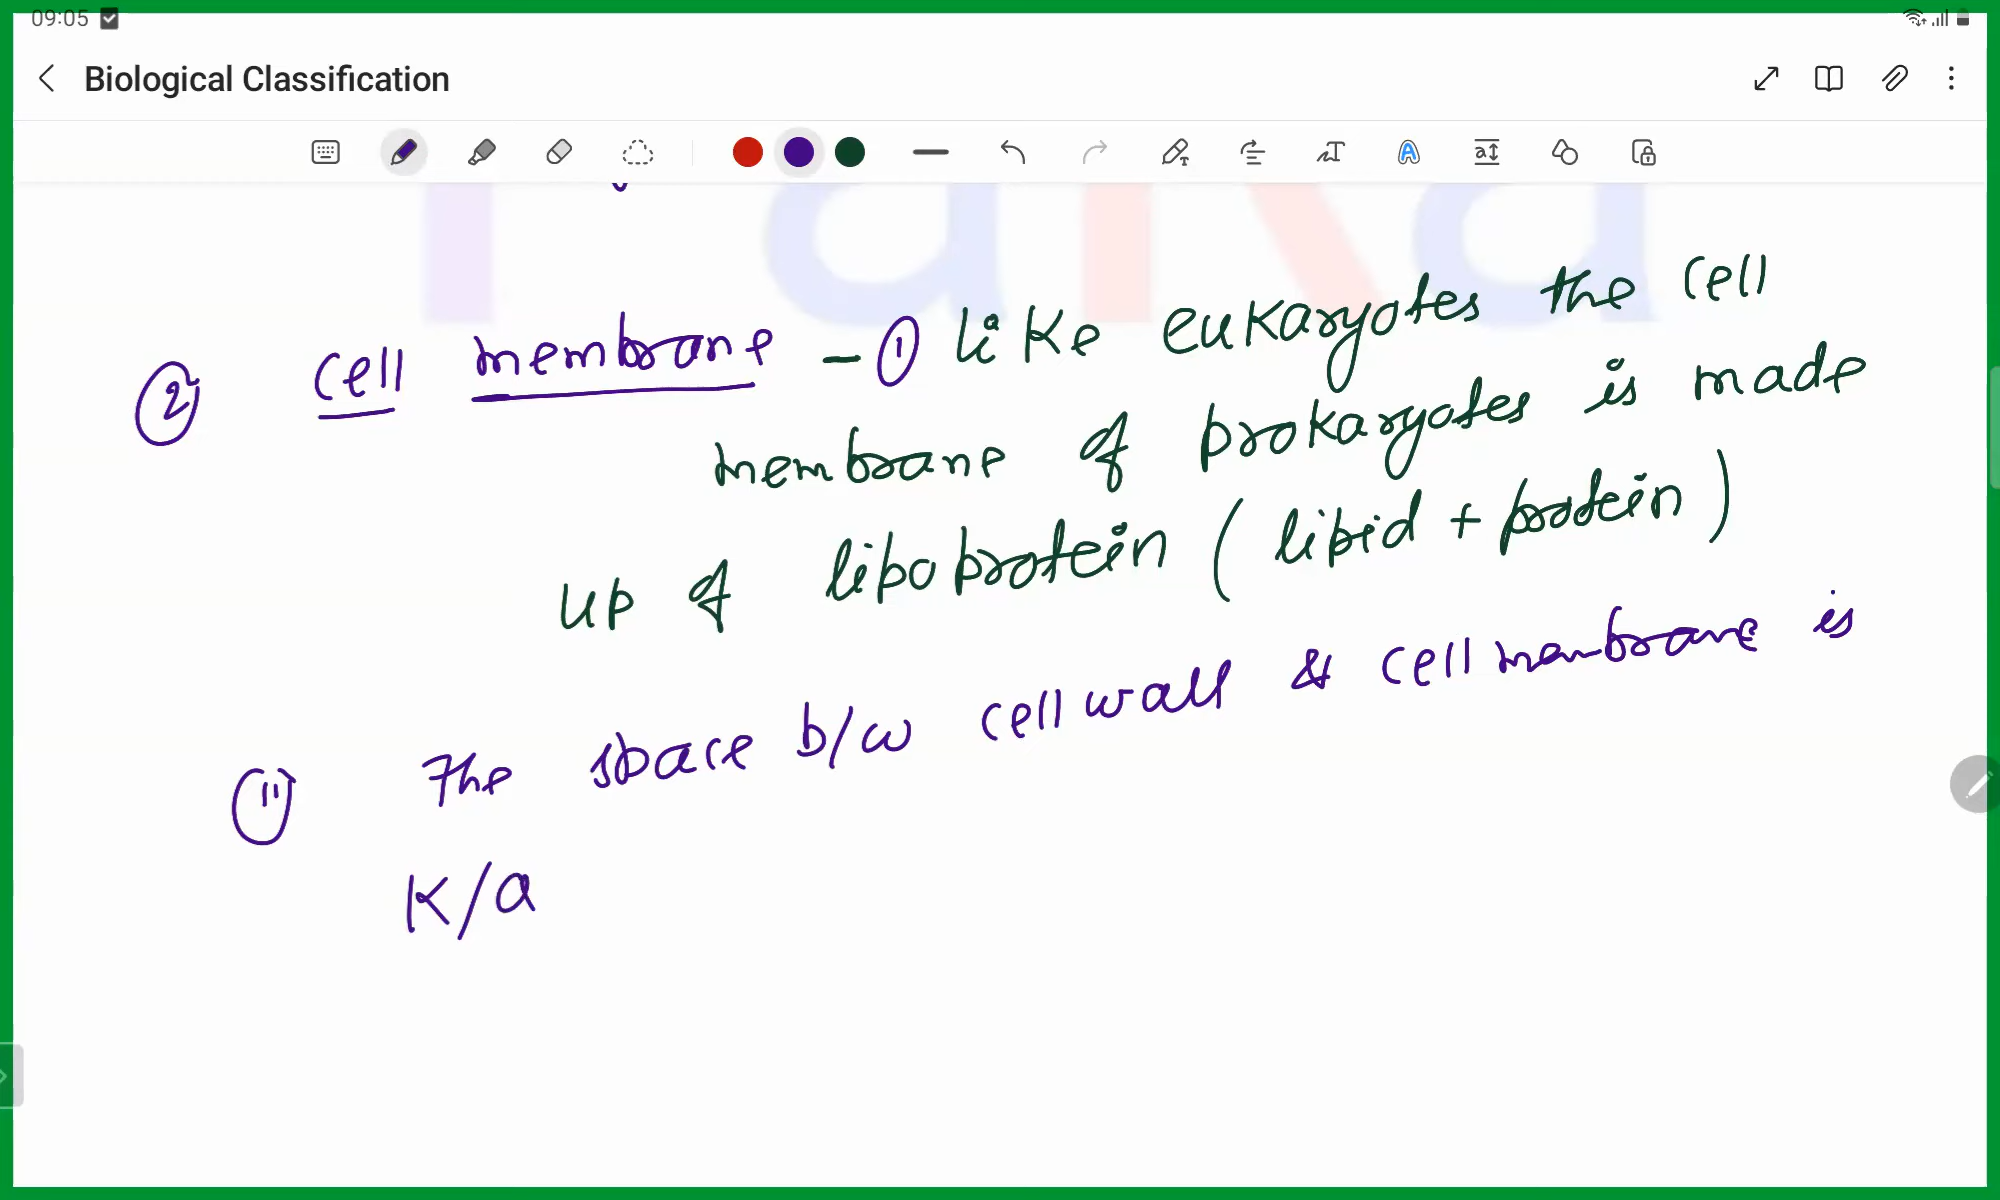 09:05
Biological Classification
② cell membrane - ① like eukaryotes the cell
membrane of prokaryotes is made
up of lipoprotein (lipid + protein)
⑪ The space b/w cell wall & cell membrane is
K/a